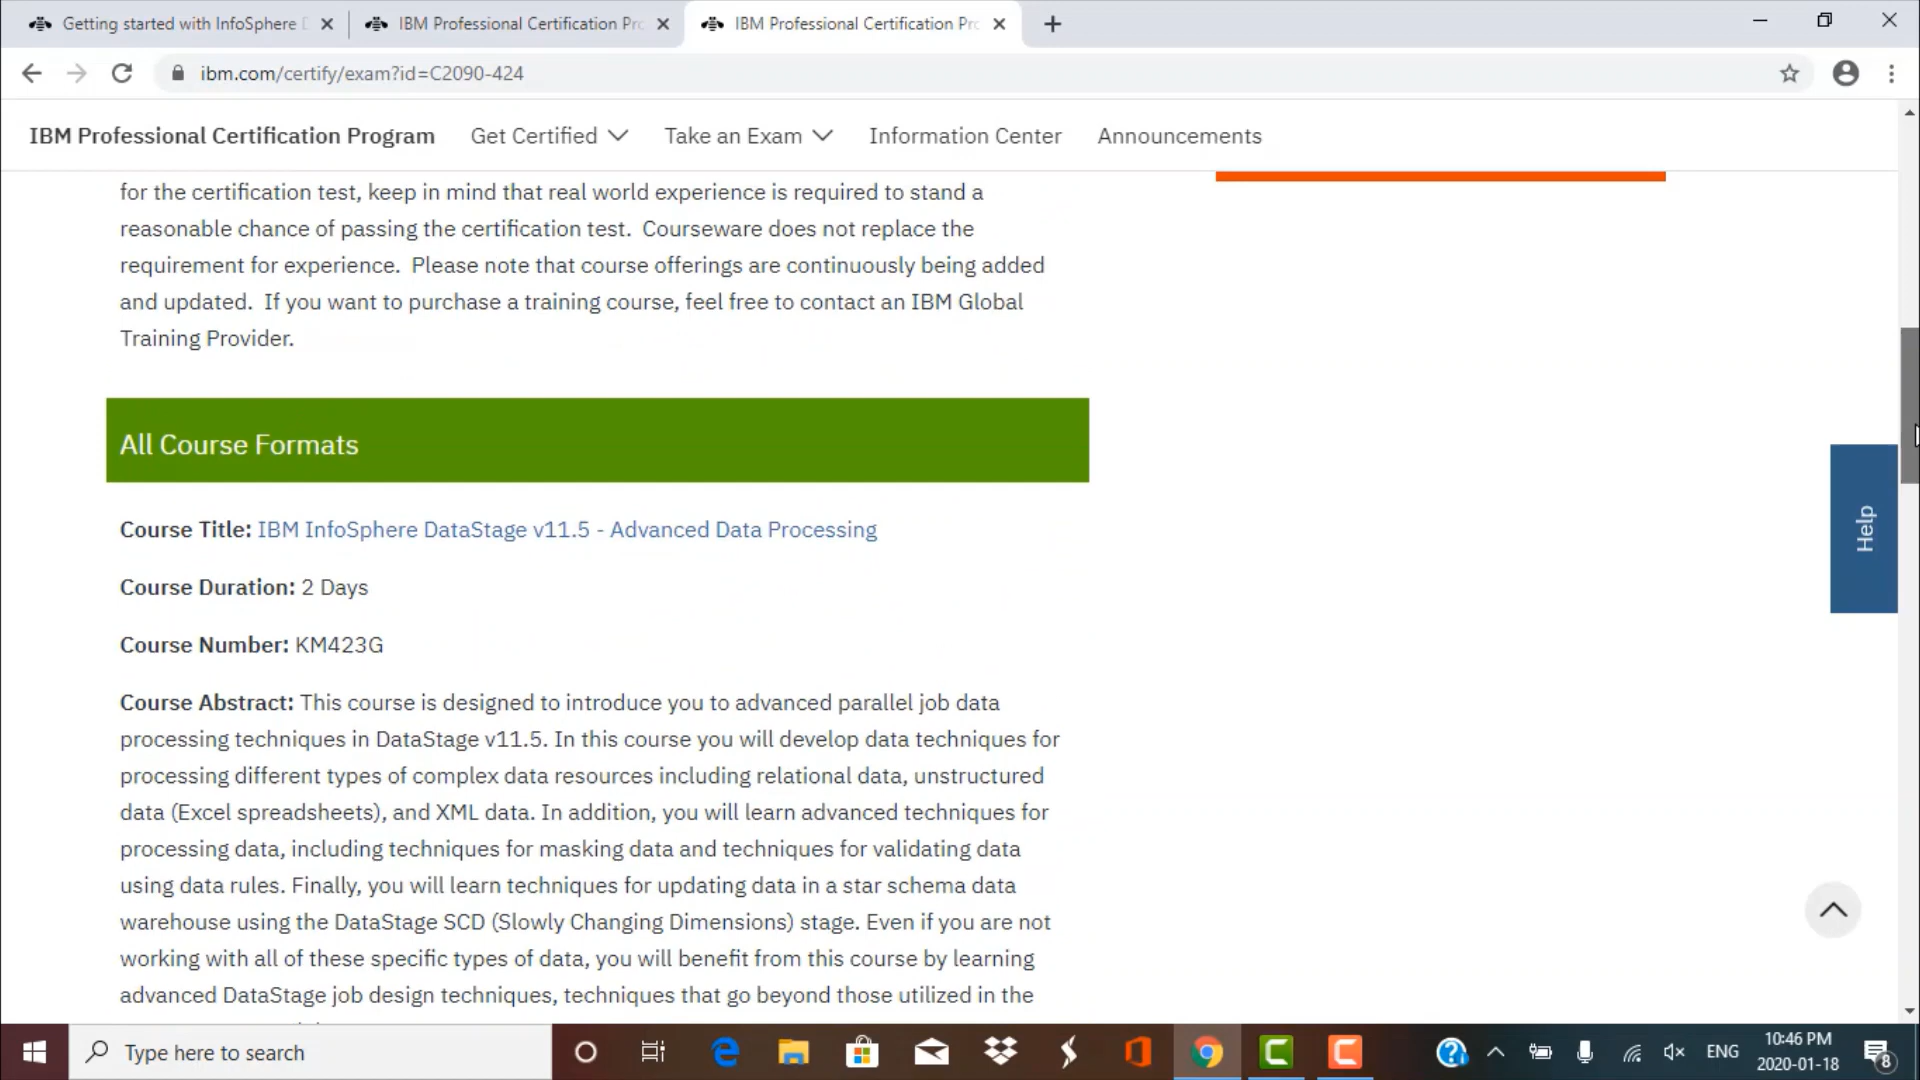 Getting started with InfoSphere
IBM Professional Certification Pro
IBM Professional Certification Pro
ibm.com/certify/exam?id=C2090-424
IBM Professional Certification Program
Get Certified
Take an Exam
Information Center
Announcements
for the certification test, keep in mind that real world experience is required to stand a
reasonable chance of passing the certification test. Courseware does not replace the
requirement for experience. Please note that course offerings are continuously being added
and updated. If you want to purchase a training course, feel free to contact an IBM Global
Training Provider.
All Course Formats
Course Title: IBM InfoSphere DataStage v11.5 - Advanced Data Processing
Course Duration: 2 Days
Course Number: KM423G
Course Abstract: This course is designed to introduce you to advanced parallel job data
processing techniques in DataStage v11.5. In this course you will develop data techniques for
processing different types of complex data resources including relational data, unstructured
data (Excel spreadsheets), and XML data. In addition, you will learn advanced techniques for
processing data, including techniques for masking data and techniques for validating data
using data rules. Finally, you will learn techniques for updating data in a star schema data
warehouse using the DataStage SCD (Slowly Changing Dimensions) stage. Even if you are not
working with all of these specific types of data, you will benefit from this course by learning
advanced DataStage job design techniques, techniques that go beyond those utilized in the
Help
Type here to search
ENG
10:46 PM
2020-01-18
8